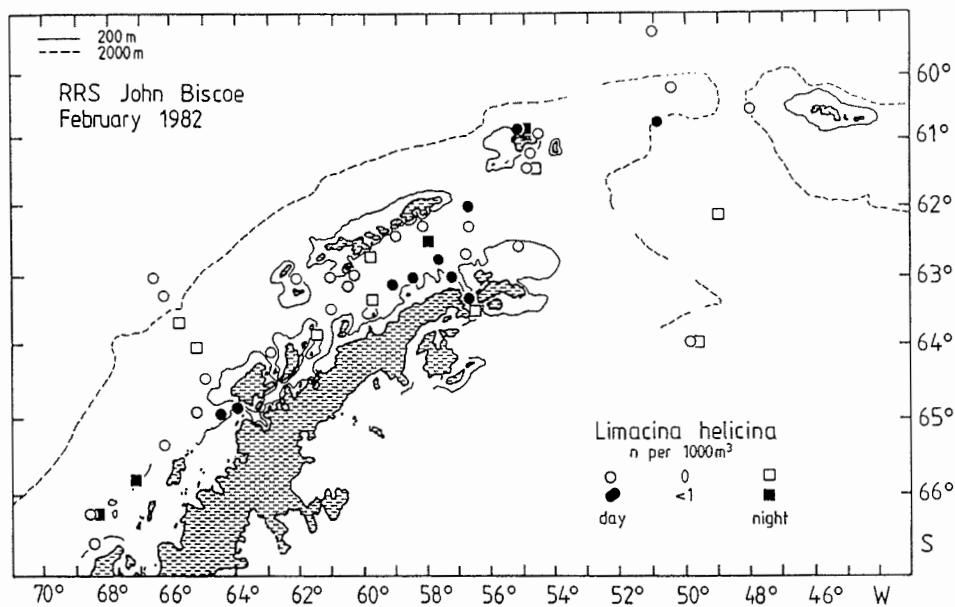 200 m
2000 m
RRS John Biscoe
February 1982
60°
61°
62°
63°
64°
65°
66°
S
Limacina helicina
n per 1000m³
0
<1
day night
70° 68° 66° 64° 62° 60° 58° 56° 54° 52° 50° 48° 46° W